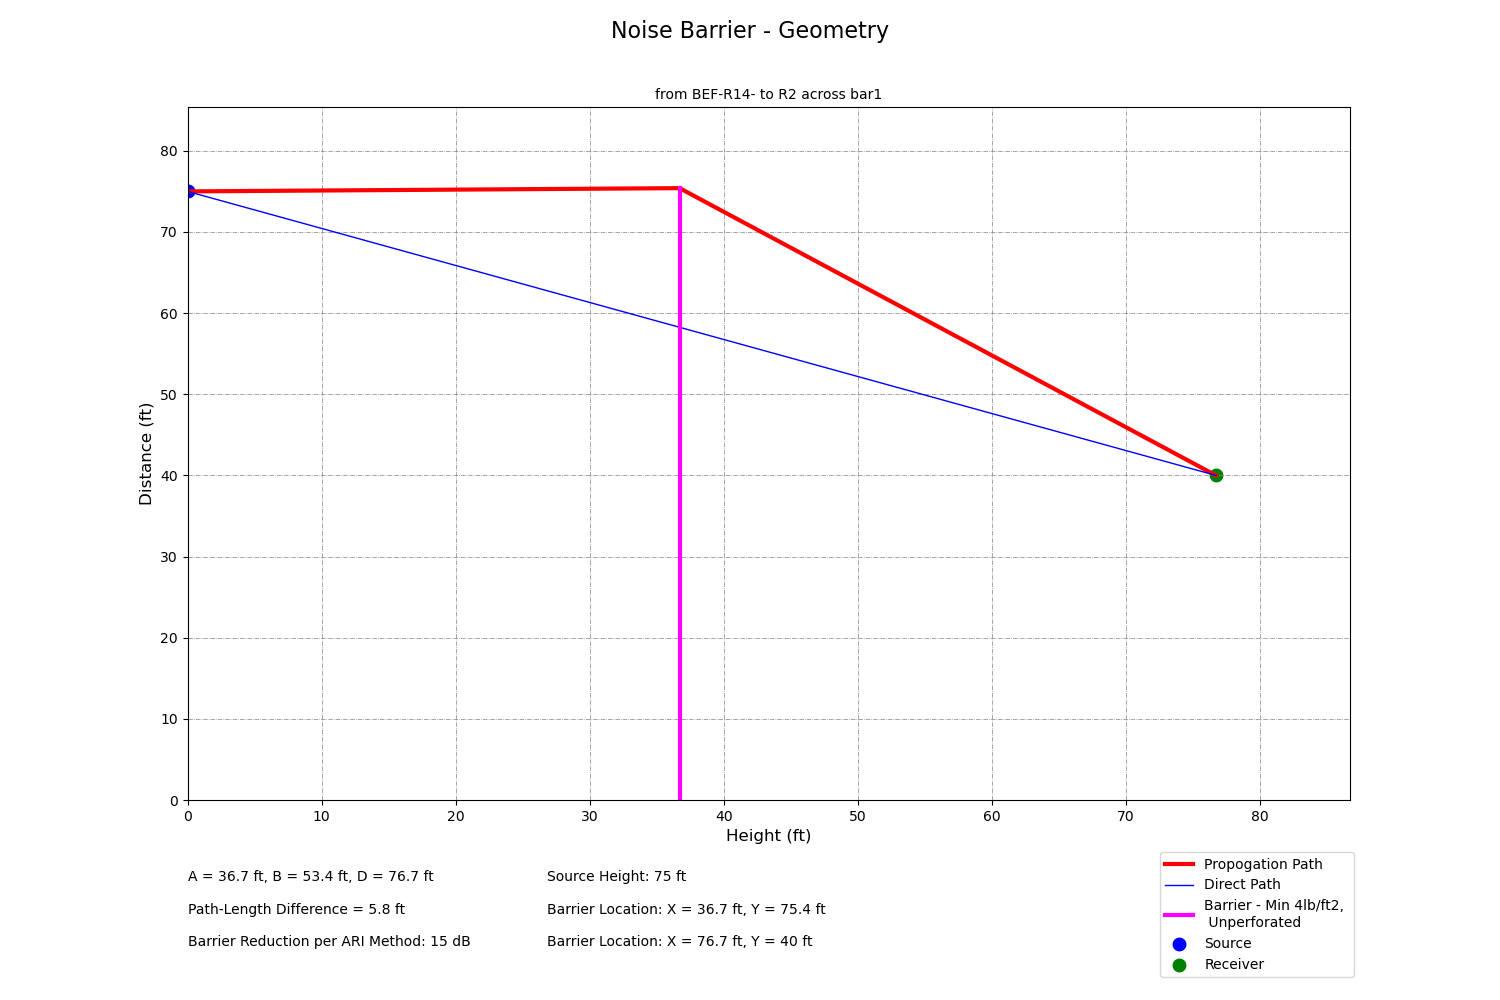 Noise Barrier - Geometry
from BEF-R14- to R2 across bar1
80
70
60
50
40
30
20
10
0
Distance (ft)
0 10 20 30 40 50 60 70 80
Height (ft)
A = 36.7 ft, B = 53.4 ft, D = 76.7 ft
Path-Length Difference = 5.8 ft
Barrier Reduction per ARI Method: 15 dB
Source Height: 75 ft
Barrier Location: X = 36.7 ft, Y = 75.4 ft
Barrier Location: X = 76.7 ft, Y = 40 ft
Propogation Path
Direct Path
Barrier - Min 4lb/ft2,
Unperforated
Source
Receiver